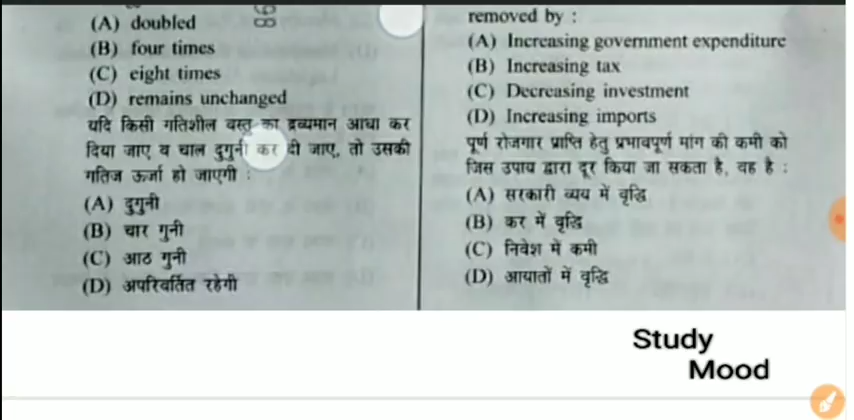 (A) doubled
(B) four times
(C) eight times
(D) remains unchanged
यदि किसी गतिशील वस्तु का द्रव्यमान आधा कर
दिया जाए व चाल दुगुनी कर दी जाए, तो उसकी
गतिज ऊर्जा हो जाएगी :
(A) दुगुनी
(B) चार गुनी
(C) आठ गुनी
(D) अपरिवर्तित रहेगी
removed by :
(A) Increasing government expenditure
(B) Increasing tax
(C) Decreasing investment
(D) Increasing imports
पूर्ण रोजगार प्राप्ति हेतु प्रभावपूर्ण मांग की कमी को
जिस उपाय द्वारा दूर किया जा सकता है, वह है :
(A) सरकारी व्यय में वृद्धि
(B) कर में वृद्धि
(C) निवेश में कमी
(D) आयातों में वृद्धि
Study
Mood